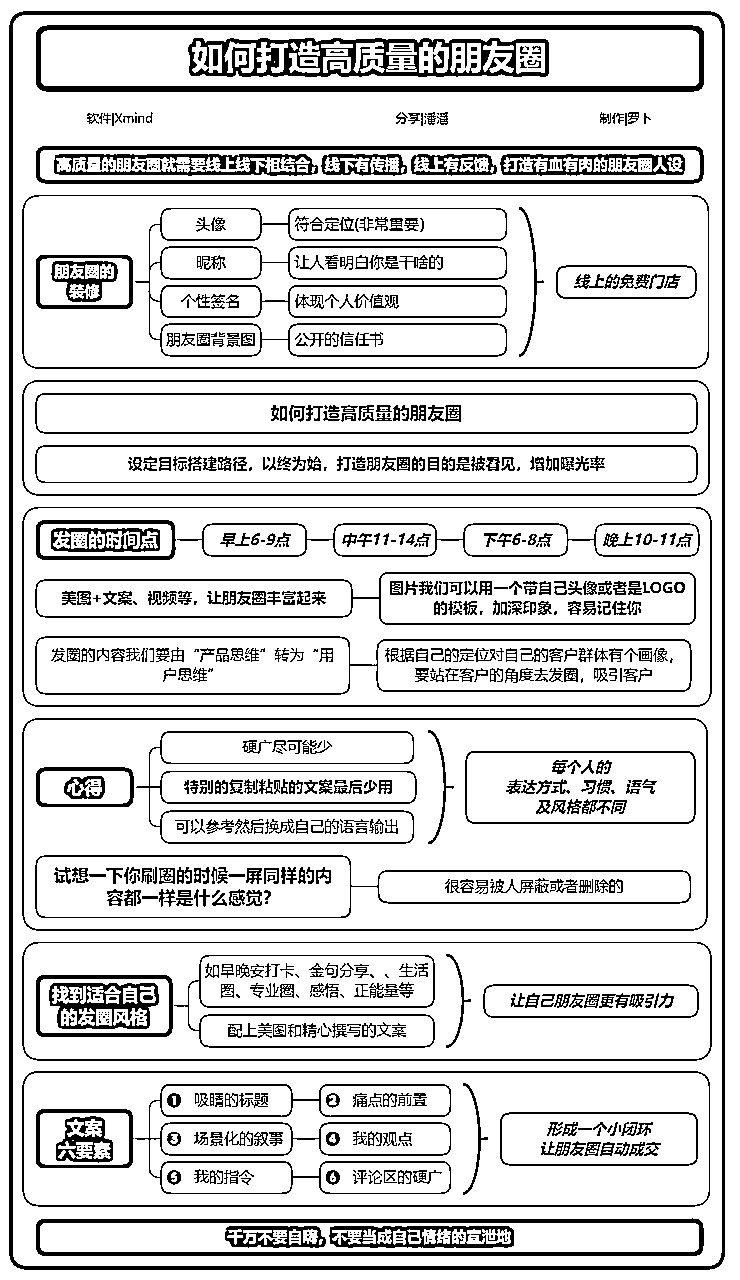 如何打造高质量的朋友圈
软件|Xmind
分享|潘潘
制作|罗卜
高质量的朋友圈就需要线上线下相结合，线下有传播，线上有反馈，打造有血有肉的朋友圈人设
朋友圈的
装修
头像
符合定位(非常重要)
昵称
让人看明白你是干啥的
个性签名
体现个人价值观
朋友圈背景图
公开的信任书
线上的免费门店
如何打造高质量的朋友圈
设定目标搭建路径，以终为始，打造朋友圈的目的是被看见，增加曝光率
发圈的时间点
早上6-9点
中午11-14点
下午6-8点
晚上10-11点
美图+文案、视频等，让朋友圈丰富起来
图片我们可以用一个带自己头像或者是LOGO
的模板，加深印象，容易记住你
发圈的内容我们要由“产品思维”转为“用
户思维”
根据自己的定位对自己的客户群体有个画像，
要站在客户的角度去发圈，吸引客户
心得
硬广尽可能少
特别的复制粘贴的文案最后少用
可以参考然后换成自己的语言输出
每个人的
表达方式、习惯、语气
及风格都不同
试想一下你刷圈的时候一屏同样的内
容都一样是什么感觉？
很容易被人屏蔽或者删除的
找到适合自己
的发圈风格
如早晚安打卡、金句分享、、生活
圈、专业圈、感悟、正能量等
配上美图和精心撰写的文案
让自己朋友圈更有吸引力
文案
六要素
❶ 吸睛的标题
❷ 痛点的前置
❸ 场景化的叙事
❹ 我的观点
❺ 我的指令
❻ 评论区的硬广
形成一个小闭环
让朋友圈自动成交
千万不要自嗨，不要当成自己情绪的宣泄地